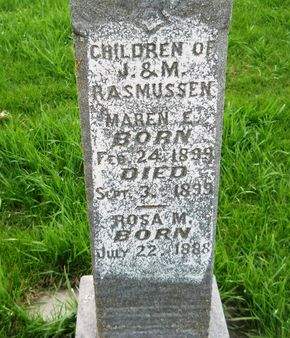 CHILDREN OF
J. & M.
RASMUSSEN
MAREN E.
BORN
FEB. 24. 1899
DIED
SEPT. 3. 1899
ROSA M.
BORN
JULY 22 1888